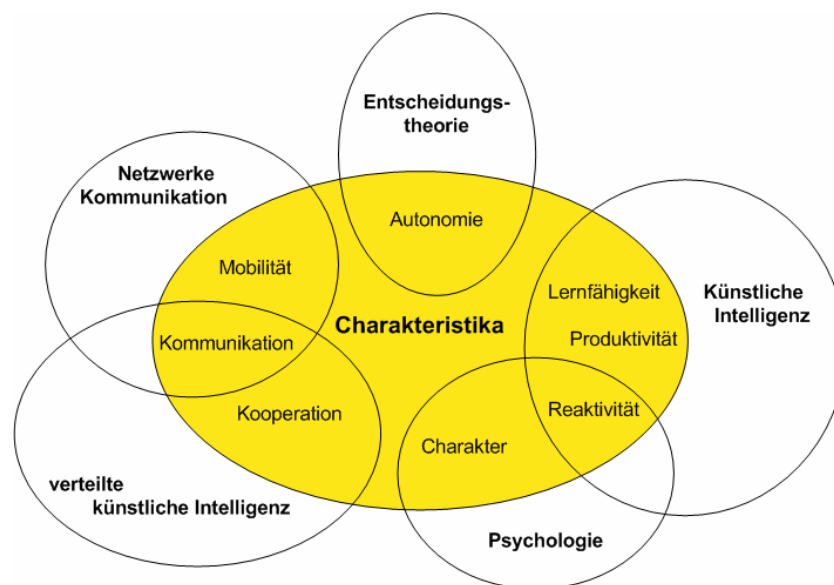 Entscheidungs-
theorie
Netzwerke
Kommunikation
Autonomie
Mobilität
Lernfähigkeit
Künstliche
Intelligenz
Charakteristika
Produktivität
Kommunikation
Kooperation
Reaktivität
Charakter
verteilte
künstliche Intelligenz
Psychologie